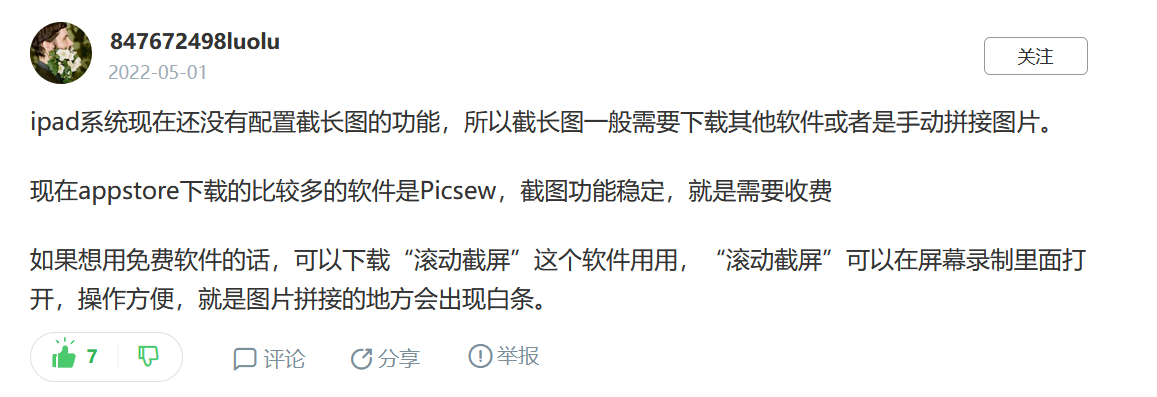 847672498luolu
2022-05-01
关注
ipad系统现在还没有配置截长图的功能，所以截长图一般需要下载其他软件或者是手动拼接图片。
现在appstore下载的比较多的软件是Picsew，截图功能稳定，就是需要收费
如果想用免费软件的话，可以下载“滚动截屏”这个软件用用，“滚动截屏”可以在屏幕录制里面打
开，操作方便，就是图片拼接的地方会出现白条。
7
评论
分享
举报